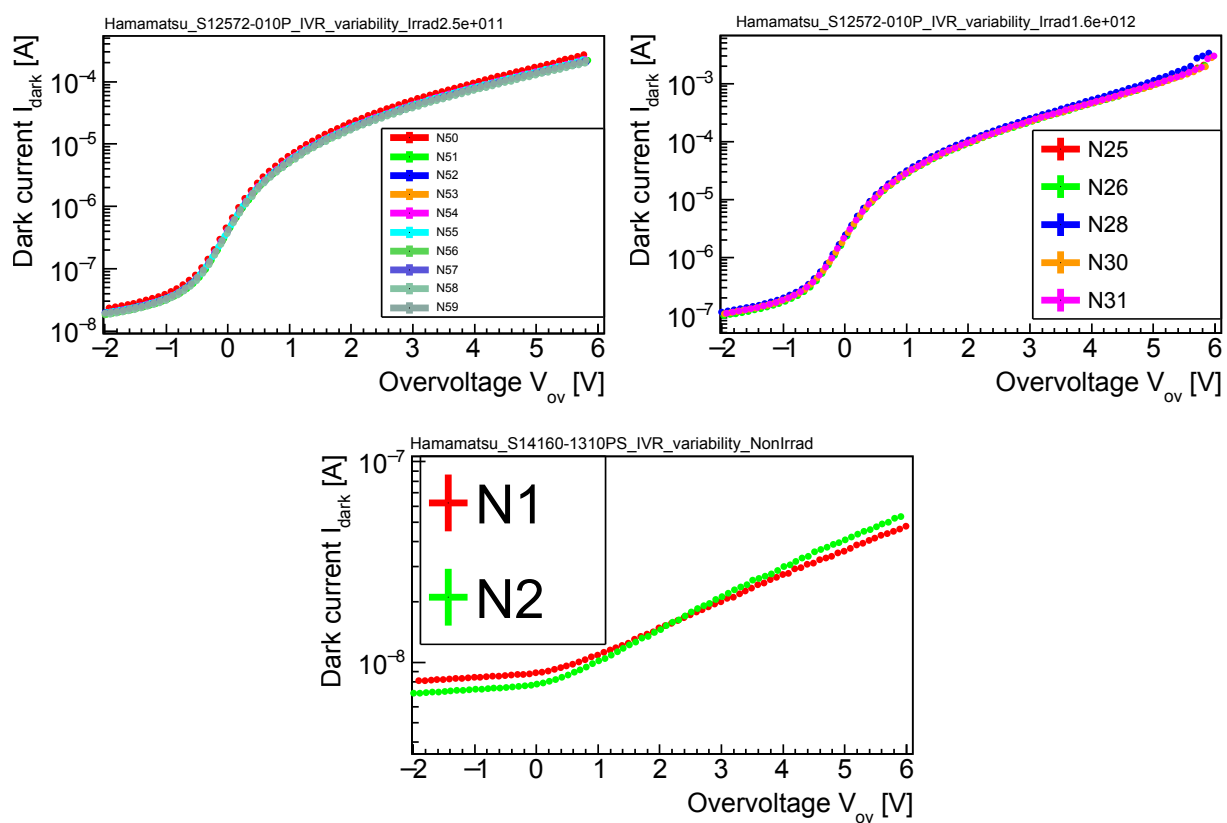 Hamamatsu_S12572-010P_IVR_variability_Irrad2.5e+011
Dark current I_dark [A]
10⁻⁴
10⁻⁵
10⁻⁶
10⁻⁷
10⁻⁸
N50
N51
N52
N53
N54
N55
N56
N57
N58
N59
−2 −1 0 1 2 3 4 5 6
Overvoltage V_ov [V]
Hamamatsu_S12572-010P_IVR_variability_Irrad1.6e+012
Dark current I_dark [A]
10⁻³
10⁻⁴
10⁻⁵
10⁻⁶
10⁻⁷
N25
N26
N28
N30
N31
−2 −1 0 1 2 3 4 5 6
Overvoltage V_ov [V]
Hamamatsu_S14160-1310PS_IVR_variability_NonIrrad
Dark current I_dark [A]
10⁻⁷
10⁻⁸
N1
N2
−2 −1 0 1 2 3 4 5 6
Overvoltage V_ov [V]